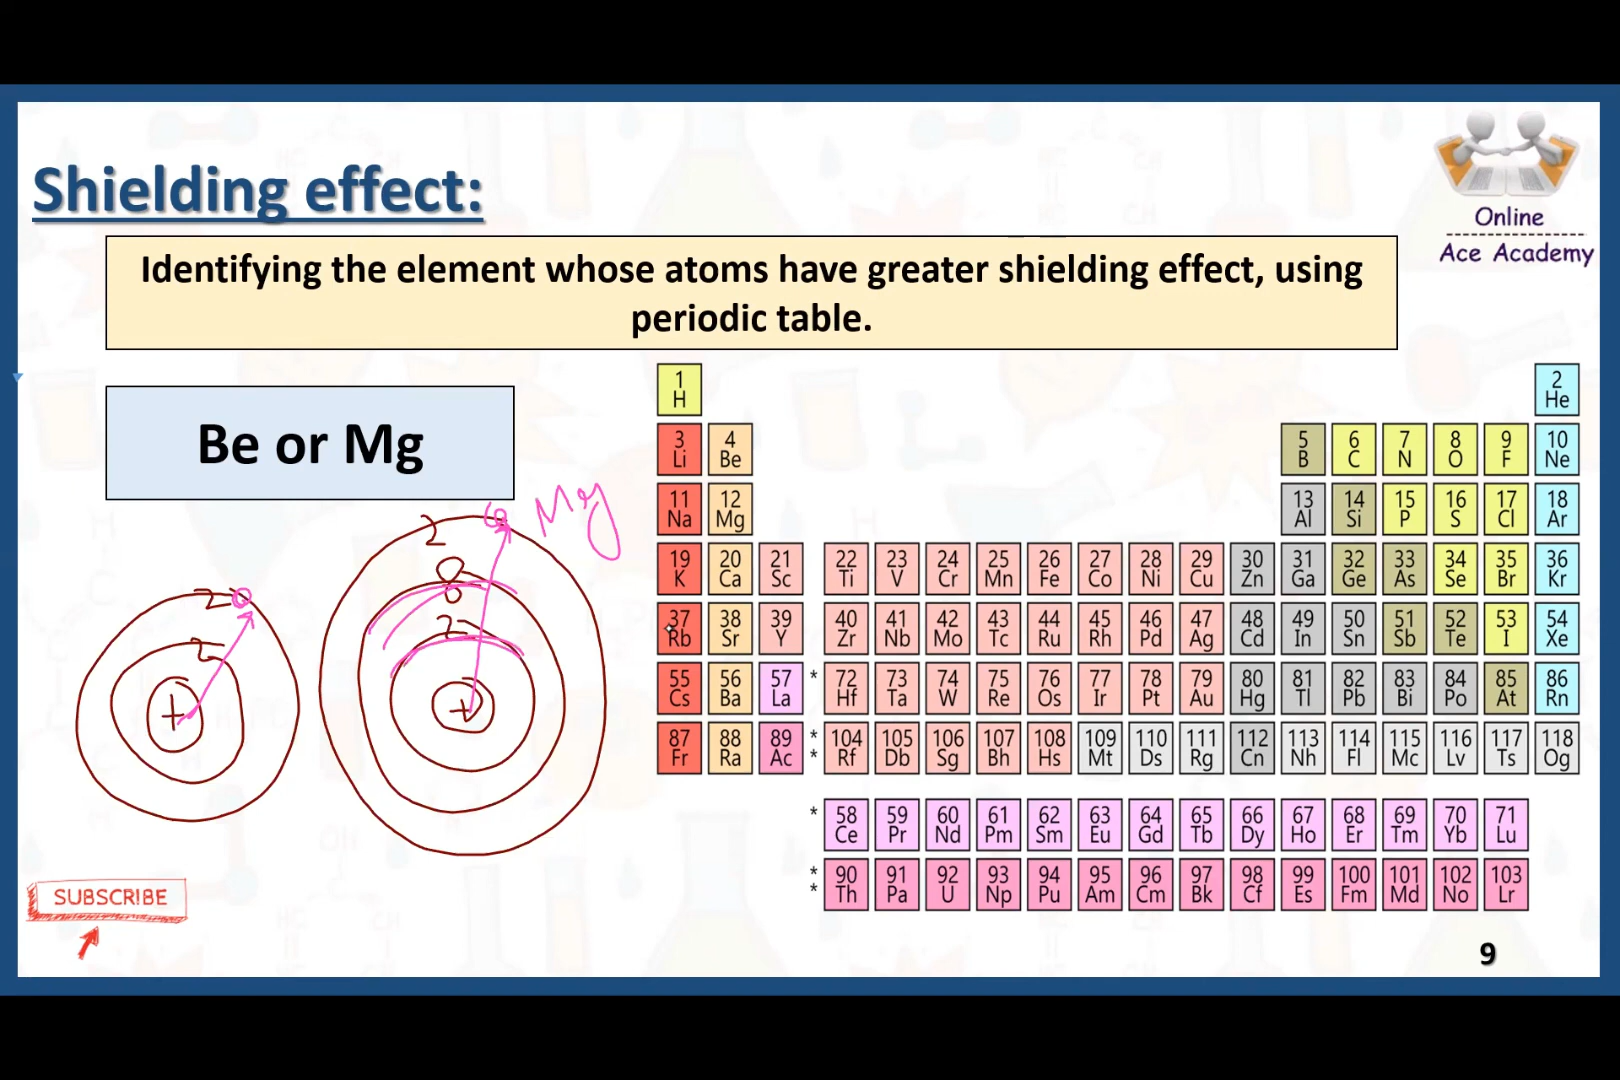 Shielding effect:
Online
Ace Academy
Identifying the element whose atoms have greater shielding effect, using
periodic table.
Be or Mg
Mg
2
8
2
2
2
+
+
1 H
2 He
3 Li
4 Be
5 B
6 C
7 N
8 O
9 F
10 Ne
11 Na
12 Mg
13 Al
14 Si
15 P
16 S
17 Cl
18 Ar
19 K
20 Ca
21 Sc
22 Ti
23 V
24 Cr
25 Mn
26 Fe
27 Co
28 Ni
29 Cu
30 Zn
31 Ga
32 Ge
33 As
34 Se
35 Br
36 Kr
37 Rb
38 Sr
39 Y
40 Zr
41 Nb
42 Mo
43 Tc
44 Ru
45 Rh
46 Pd
47 Ag
48 Cd
49 In
50 Sn
51 Sb
52 Te
53 I
54 Xe
55 Cs
56 Ba
57 La
*
72 Hf
73 Ta
74 W
75 Re
76 Os
77 Ir
78 Pt
79 Au
80 Hg
81 Tl
82 Pb
83 Bi
84 Po
85 At
86 Rn
87 Fr
88 Ra
89 Ac
* *
104 Rf
105 Db
106 Sg
107 Bh
108 Hs
109 Mt
110 Ds
111 Rg
112 Cn
113 Nh
114 Fl
115 Mc
116 Lv
117 Ts
118 Og
*
58 Ce
59 Pr
60 Nd
61 Pm
62 Sm
63 Eu
64 Gd
65 Tb
66 Dy
67 Ho
68 Er
69 Tm
70 Yb
71 Lu
* *
90 Th
91 Pa
92 U
93 Np
94 Pu
95 Am
96 Cm
97 Bk
98 Cf
99 Es
100 Fm
101 Md
102 No
103 Lr
SUBSCRIBE
9